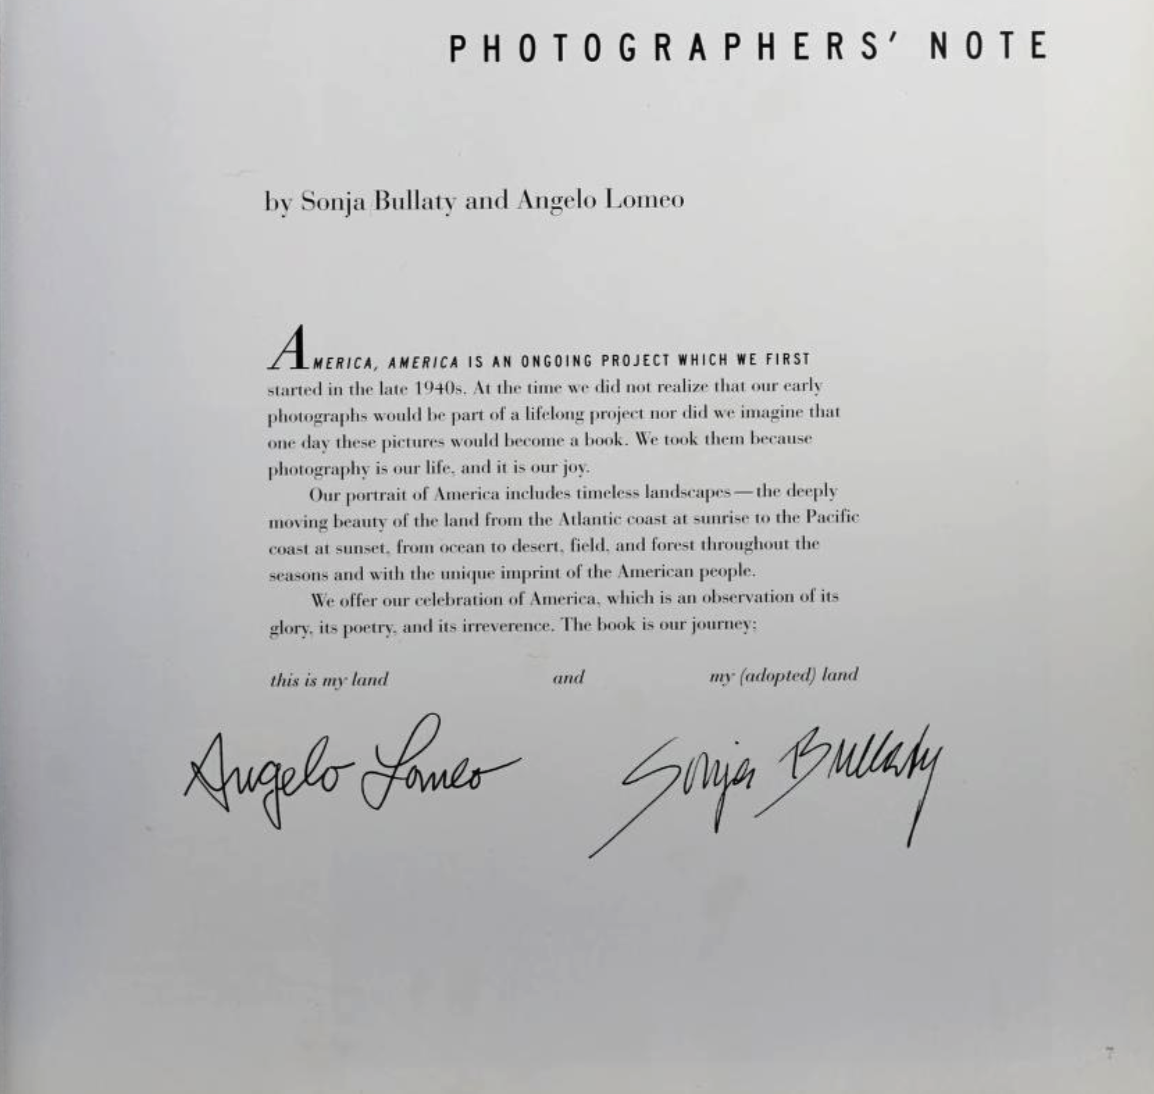 PHOTOGRAPHERS' NOTE
by Sonja Bullaty and Angelo Lomeo
AMERICA, AMERICA IS AN ONGOING PROJECT WHICH WE FIRST
started in the late 1940s. At the time we did not realize that our early
photographs would be part of a lifelong project nor did we imagine that
one day these pictures would become a book. We took them because
photography is our life, and it is our joy.
Our portrait of America includes timeless landscapes—the deeply
moving beauty of the land from the Atlantic coast at sunrise to the Pacific
coast at sunset, from ocean to desert, field, and forest throughout the
seasons and with the unique imprint of the American people.
We offer our celebration of America, which is an observation of its
glory, its poetry, and its irreverence. The book is our journey:
this is my land and my (adopted) land
Angelo Lomeo Sonja Bullaty
7